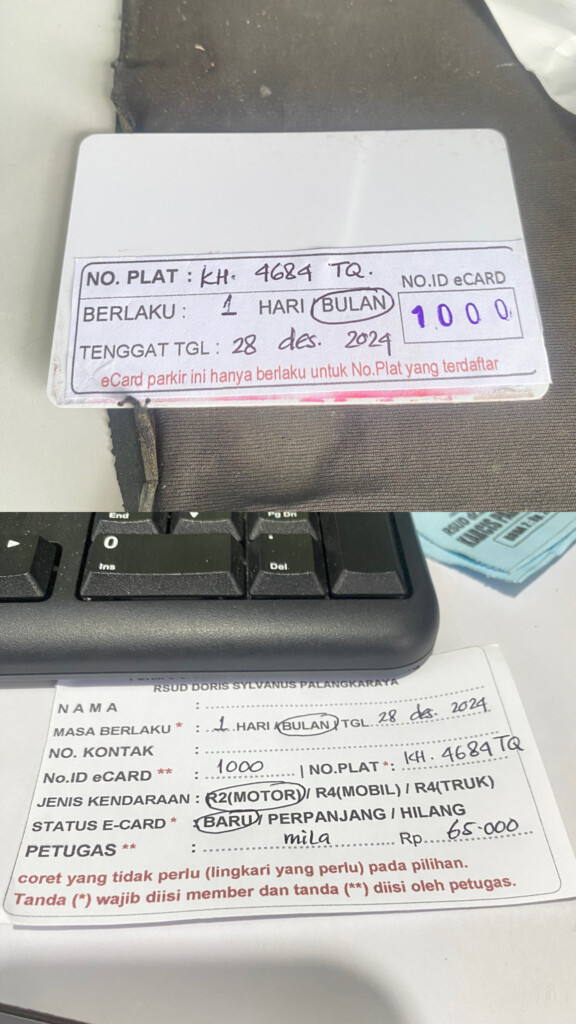 NO. PLAT : KH. 4684 TQ.
NO.ID eCARD
BERLAKU : 1 HARI BULAN
1000
TENGGAT TGL : 28 des. 2024
eCard parkir ini hanya berlaku untuk No.Plat yang terdaftar
End
Pg Dn
0
Ins
.
Del
RSUD
KARCIS
RSUD DORIS SYLVANUS PALANGKARAYA
NAMA :
MASA BERLAKU * : 1 HARI / BULAN / TGL 28 des. 2024
NO. KONTAK :
No.ID eCARD ** : 1000 | NO.PLAT *: KH. 4684 TQ
JENIS KENDARAAN : R2(MOTOR) / R4(MOBIL) / R4(TRUK)
STATUS E-CARD * : BARU / PERPANJANG / HILANG
PETUGAS ** : mila Rp. 65.000
coret yang tidak perlu (lingkari yang perlu) pada pilihan.
Tanda (*) wajib diisi member dan tanda (**) diisi oleh petugas.